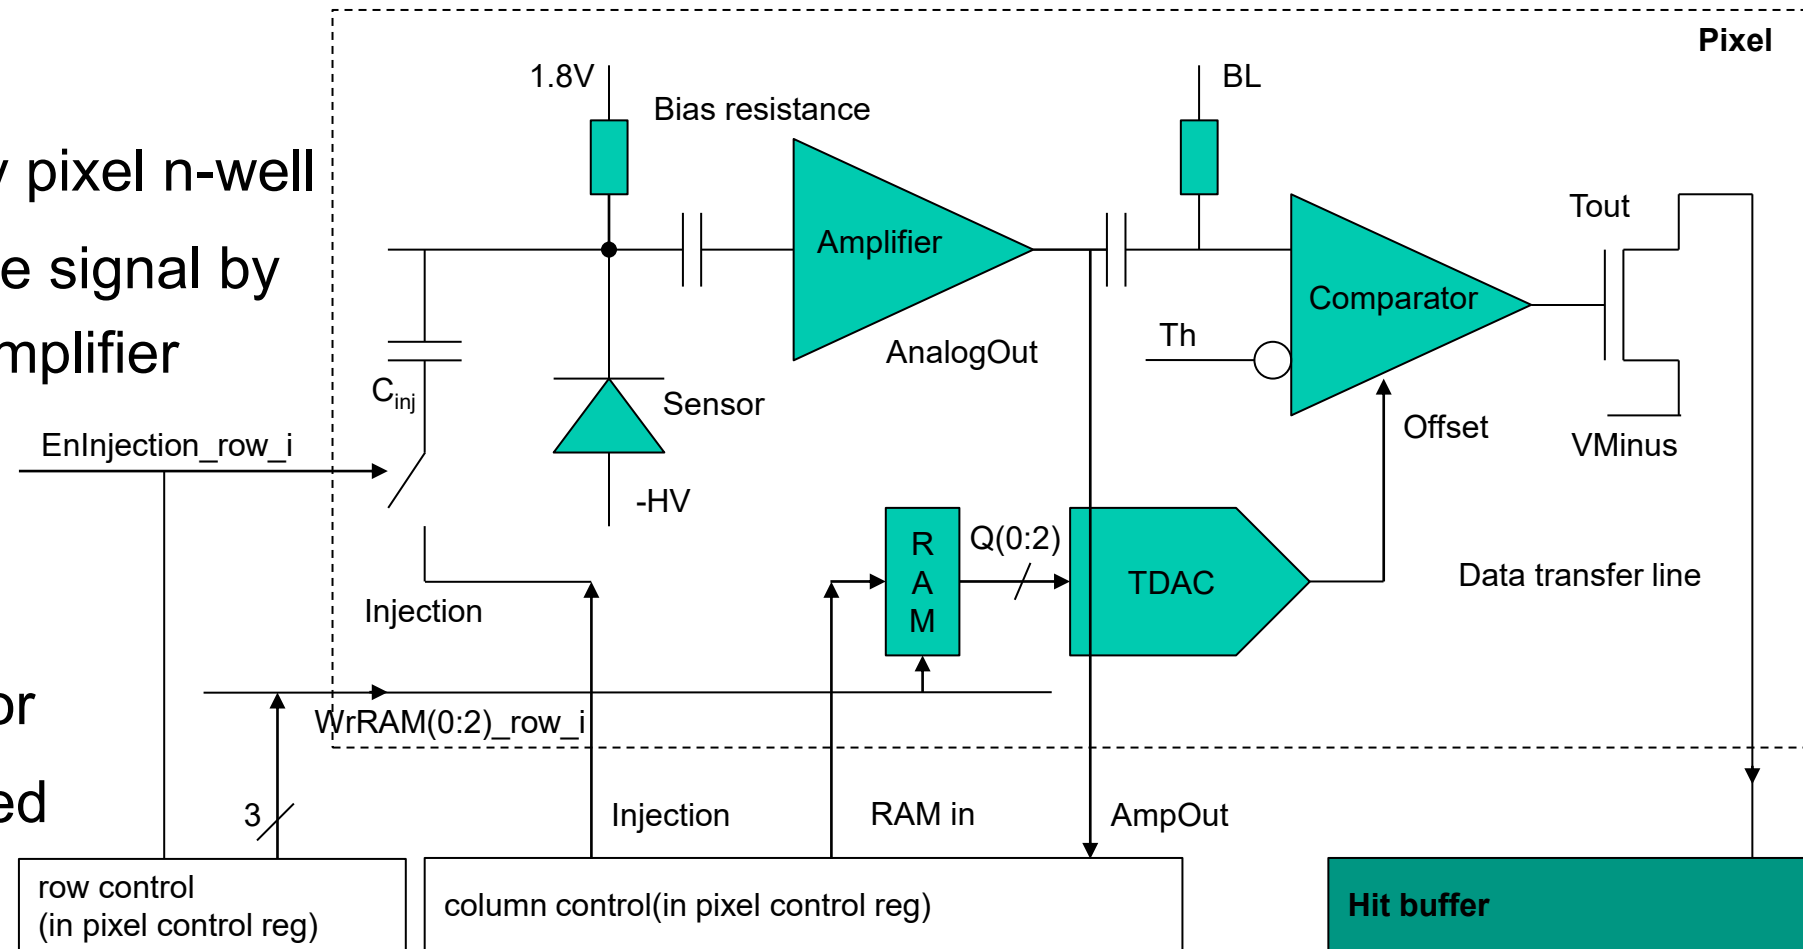 Pixel
1.8V
BL
Bias resistance
pixel n-well
Tout
Amplifier
e signal by
Comparator
Th
AnalogOut
mplifier
Cinj
Sensor
Offset
EnInjection_row_i
VMinus
-HV
Q(0:2)
R
A
M
TDAC
Data transfer line
Injection
or
WrRAM(0:2)_row_i
ed
3
Injection
RAM in
AmpOut
row control
(in pixel control reg)
column control(in pixel control reg)
Hit buffer